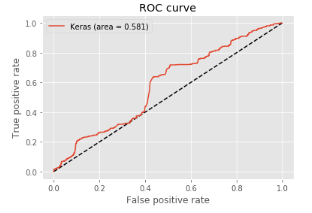 ROC curve
Keras (area = 0.581)
True positive rate
1.0
0.8
0.6
0.4
0.2
0.0
0.0 0.2 0.4 0.6 0.8 1.0
False positive rate